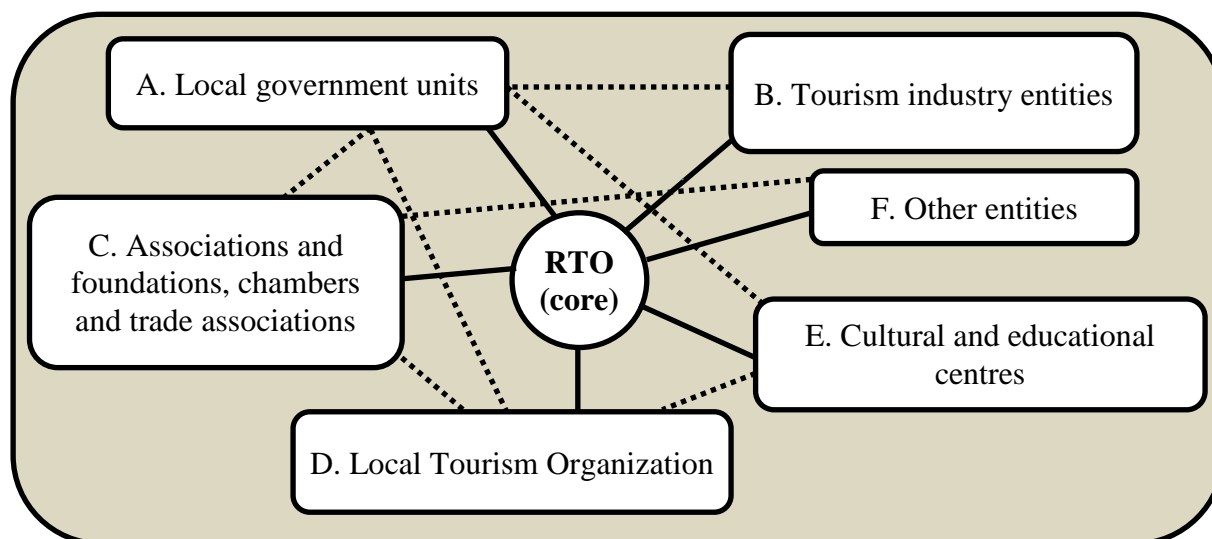 A. Local government units
B. Tourism industry entities
F. Other entities
C. Associations and
foundations, chambers
and trade associations
RTO
(core)
E. Cultural and educational
centres
D. Local Tourism Organization